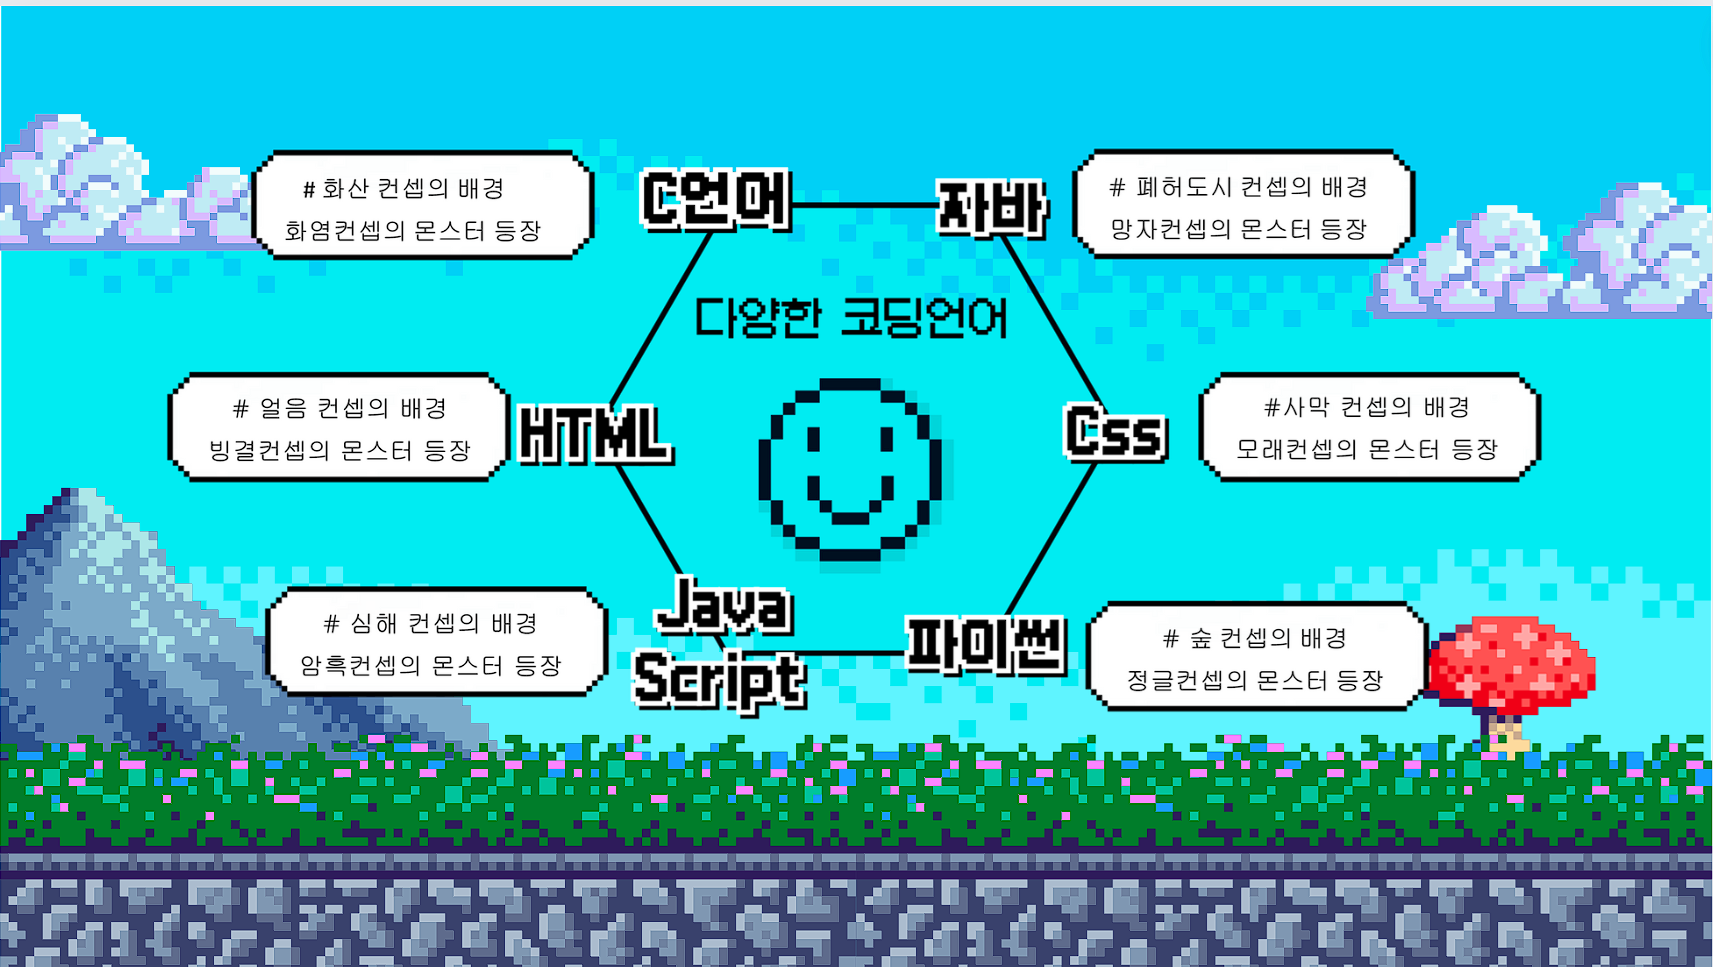 # 화산 컨셉의 배경
화염컨셉의 몬스터 등장
C언어
자바
# 폐허도시 컨셉의 배경
망자컨셉의 몬스터 등장
다양한 코딩언어
# 얼음 컨셉의 배경
빙결컨셉의 몬스터 등장
HTML
Css
#사막 컨셉의 배경
모래컨셉의 몬스터 등장
# 심해 컨셉의 배경
암흑컨셉의 몬스터 등장
Java
Script
파이썬
# 숲 컨셉의 배경
정글컨셉의 몬스터 등장